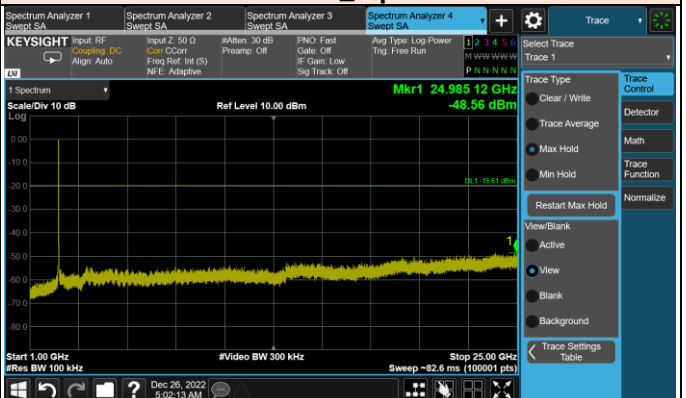 Spectrum Analyzer 1
Swept SA
Spectrum Analyzer 2
Swept SA
Spectrum Analyzer 3
Swept SA
Spectrum Analyzer 4
Swept SA
+
Trace
KEYSIGHT
Input: RF
Coupling: DC
Align: Auto
Input Z: 50 Ω
Corr CCorr
Freq Ref: Int (S)
NFE: Adaptive
#Atten: 30 dB
Preamp: Off
PNO: Fast
Gate: Off
IF Gain: Low
Sig Track: Off
Avg Type: Log-Power
Trig: Free Run
1 2 3 4 5 6
M W W W W W
P N N N N N
LXI
Select Trace
Trace 1
1 Spectrum
Scale/Div 10 dB
Ref Level 10.00 dBm
Mkr1 24.985 12 GHz
-48.56 dBm
Log
0.00
-10.0
-20.0
-30.0
-40.0
-50.0
-60.0
-70.0
-80.0
DL1 -19.61 dBm
1
Start 1.00 GHz
#Res BW 100 kHz
#Video BW 300 kHz
Stop 25.00 GHz
Sweep ~82.6 ms (100001 pts)
Trace Type
Clear / Write
Trace Average
Max Hold
Min Hold
Restart Max Hold
View/Blank
Active
View
Blank
Background
Trace Settings
Table
Trace
Control
Detector
Math
Trace
Function
Normalize
?
Dec 26, 2022
5:02:13 AM